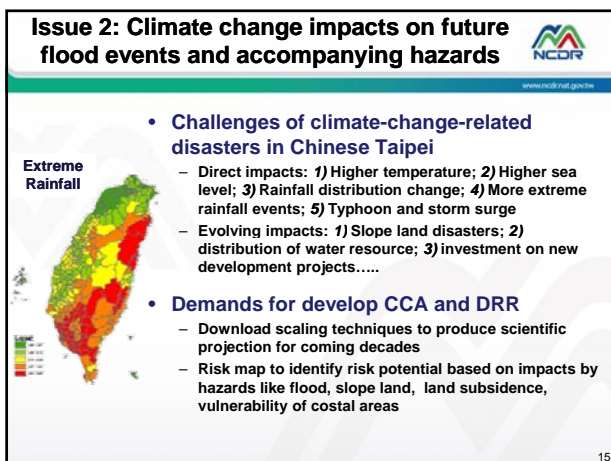 Issue 2: Climate change impacts on future
flood events and accompanying hazards
NCDR
www.ncdr.nat.gov.tw
• Challenges of climate-change-related
disasters in Chinese Taipei
– Direct impacts: 1) Higher temperature; 2) Higher sea
level; 3) Rainfall distribution change; 4) More extreme
rainfall events; 5) Typhoon and storm surge
– Evolving impacts: 1) Slope land disasters; 2)
distribution of water resource; 3) investment on new
development projects…..
Extreme
Rainfall
• Demands for develop CCA and DRR
– Download scaling techniques to produce scientific
projection for coming decades
– Risk map to identify risk potential based on impacts by
hazards like flood, slope land, land subsidence,
vulnerability of costal areas
15